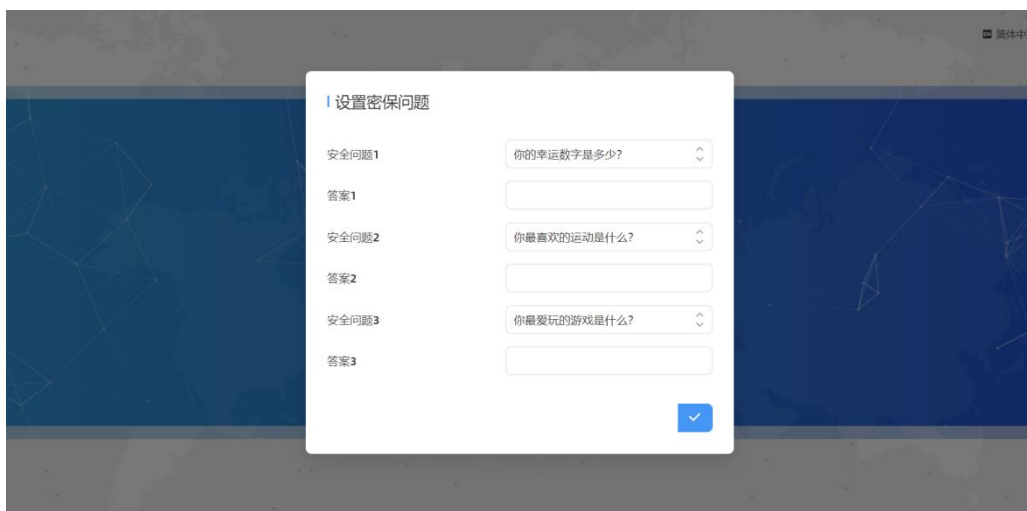 简体中
设置密保问题
安全问题1 你的幸运数字是多少?
答案1
安全问题2 你最喜欢的运动是什么?
答案2
安全问题3 你最爱玩的游戏是什么?
答案3